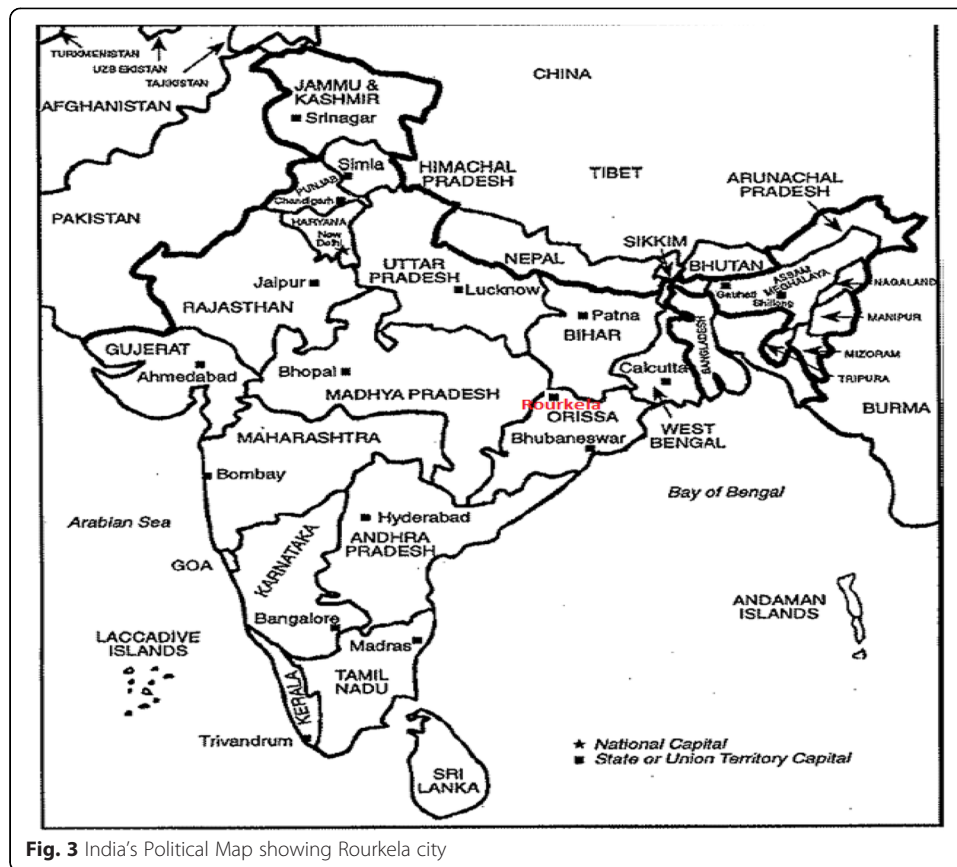 TURKMENISTAN
UZBEKISTAN
TAJIKISTAN
AFGHANISTAN
CHINA
JAMMU &
KASHMIR
Srinagar
Simla
HIMACHAL
PRADESH
TIBET
ARUNACHAL
PRADESH
PAKISTAN
PUNJAB
Chandigarh
HARYANA
New
Delhi
SIKKIM
NEPAL
BHUTAN
UTTAR
PRADESH
ASSAM
MEGHALAYA
Gauhati
Shillong
NAGALAND
Jaipur
RAJASTHAN
Lucknow
Patna
BIHAR
MANIPUR
BANGLADESH
MIZORAM
TRIPURA
GUJERAT
Ahmedabad
Bhopal
MADHYA PRADESH
Calcutta
BURMA
Rourkela
ORISSA
WEST
BENGAL
Bhubaneswar
MAHARASHTRA
Bombay
Bay of Bengal
Arabian Sea
Hyderabad
ANDHRA
PRADESH
GOA
KARNATAKA
ANDAMAN
ISLANDS
Bangalore
Madras
LACCADIVE
ISLANDS
TAMIL
NADU
KERALA
Trivandrum
SRI
LANKA
★ National Capital
■ State or Union Territory Capital
Fig. 3 India's Political Map showing Rourkela city